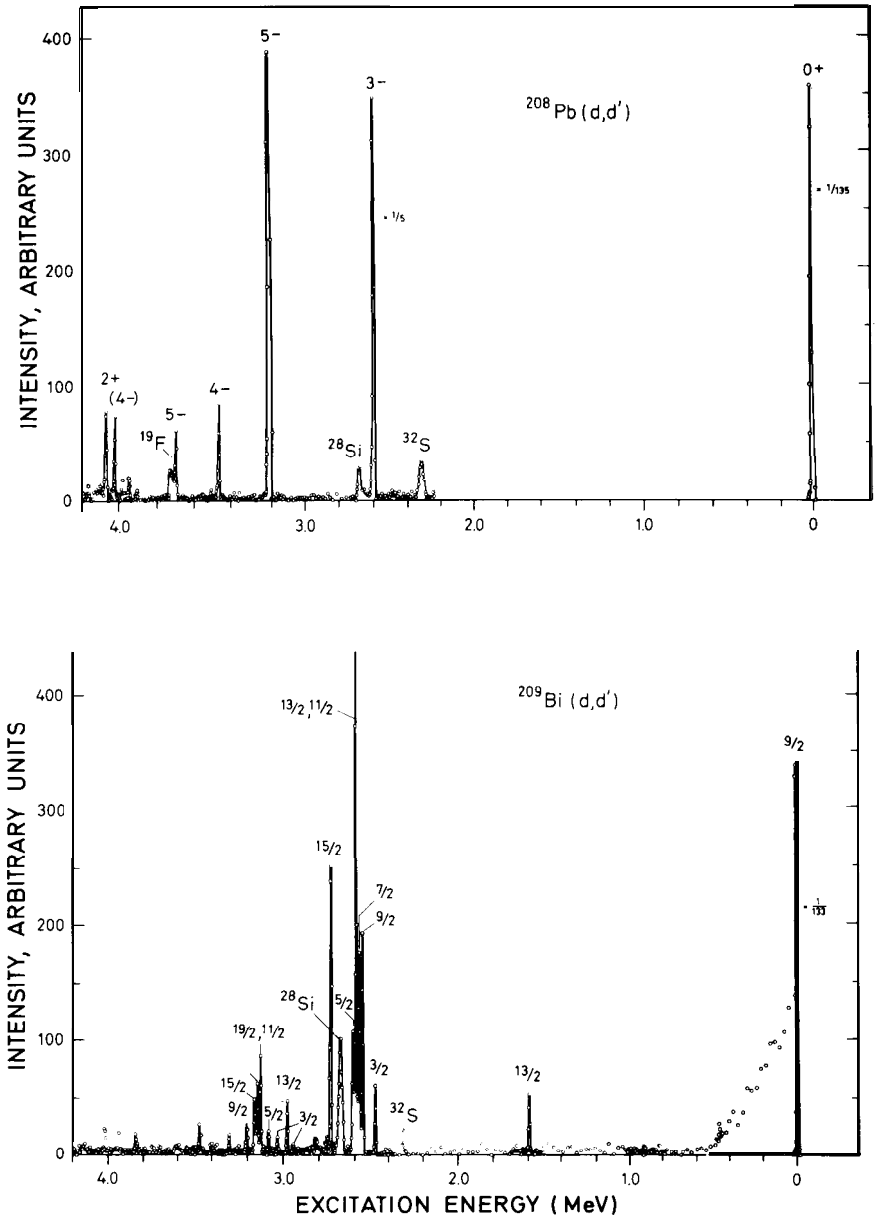 400
300
200
100
0
INTENSITY, ARBITRARY UNITS
²⁰⁸Pb (d,d′)
5-
3-
0+
× 1/5
× 1/135
2+
(4-)
¹⁹F
5-
4-
²⁸Si
³²S
4.0 3.0 2.0 1.0 0
400
300
200
100
0
INTENSITY, ARBITRARY UNITS
²⁰⁹Bi (d,d′)
13/2, 11/2
9/2
15/2
7/2
9/2
× 1/133
²⁸Si
5/2
19/2, 11/2
15/2
13/2
9/2
5/2
3/2
3/2
³²S
13/2
4.0 3.0 2.0 1.0 0
EXCITATION ENERGY (MeV)